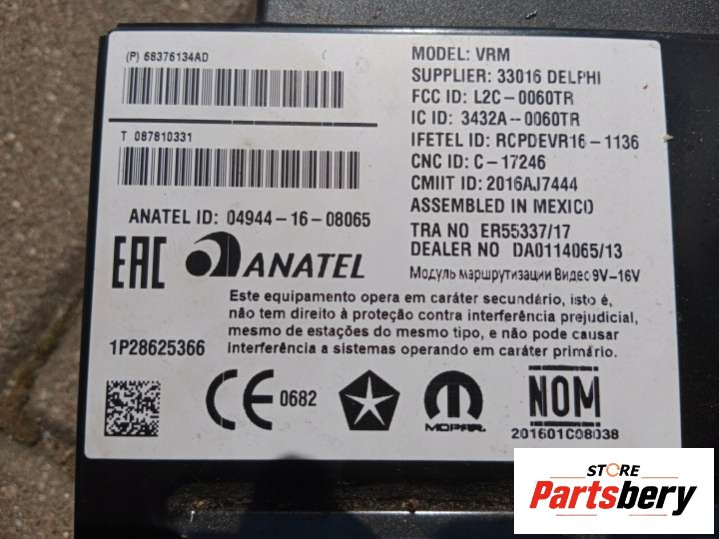 (P) 68376134AD
T 087810331
ANATEL ID: 04944-16-08065
EAC ANATEL
MODEL: VRM
SUPPLIER: 33016 DELPHI
FCC ID: L2C-0060TR
IC ID: 3432A-0060TR
IFETEL ID: RCPDEVR16-1136
CNC ID: C-17246
CMIIT ID: 2016AJ7444
ASSEMBLED IN MEXICO
TRA NO ER55337/17
DEALER NO DA0114065/13
Модуль маршрутизации Видео 9V-16V
Este equipamento opera em caráter secundário, isto é,
não tem direito à proteção contra interferência prejudicial,
mesmo de estações do mesmo tipo, e não pode causar
interferência a sistemas operando em caráter primário.
1P28625366
CE 0682
MOPAR
NOM
201601C08038
STORE
Partsbery